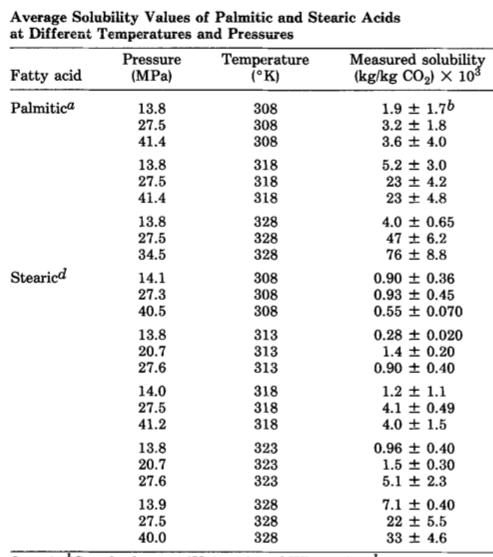 Average Solubility Values of Palmitic and Stearic Acids
at Different Temperatures and Pressures
Fatty acid Pressure (MPa) Temperature (°K) Measured solubility (kg/kg CO₂) × 10³
Palmiticᵃ 13.8 308 1.9 ± 1.7ᵇ
27.5 308 3.2 ± 1.8
41.4 308 3.6 ± 4.0
13.8 318 5.2 ± 3.0
27.5 318 23 ± 4.2
41.4 318 23 ± 4.8
13.8 328 4.0 ± 0.65
27.5 328 47 ± 6.2
34.5 328 76 ± 8.8
Stearicᵈ 14.1 308 0.90 ± 0.36
27.3 308 0.93 ± 0.45
40.5 308 0.55 ± 0.070
13.8 313 0.28 ± 0.020
20.7 313 1.4 ± 0.20
27.6 313 0.90 ± 0.40
14.0 318 1.2 ± 1.1
27.5 318 4.1 ± 0.49
41.2 318 4.0 ± 1.5
13.8 323 0.96 ± 0.40
20.7 323 1.5 ± 0.30
27.6 323 5.1 ± 2.3
13.9 328 7.1 ± 0.40
27.5 328 22 ± 5.5
40.0 328 33 ± 4.6